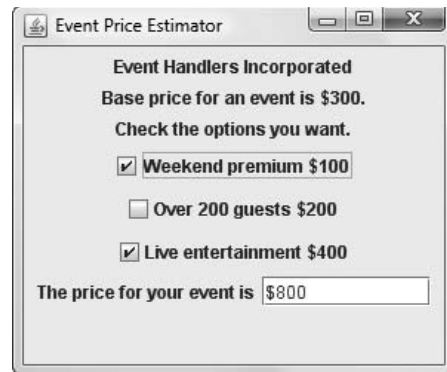 Event Price Estimator
Event Handlers Incorporated
Base price for an event is $300.
Check the options you want.
Weekend premium $100
Over 200 guests $200
Live entertainment $400
The price for your event is $800